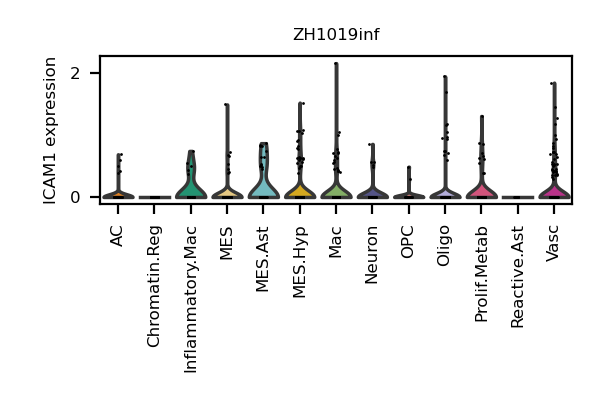 ZH1019inf
ICAM1 expression
2
0
AC
Chromatin.Reg
Inflammatory.Mac
MES
MES.Ast
MES.Hyp
Mac
Neuron
OPC
Oligo
Prolif.Metab
Reactive.Ast
Vasc